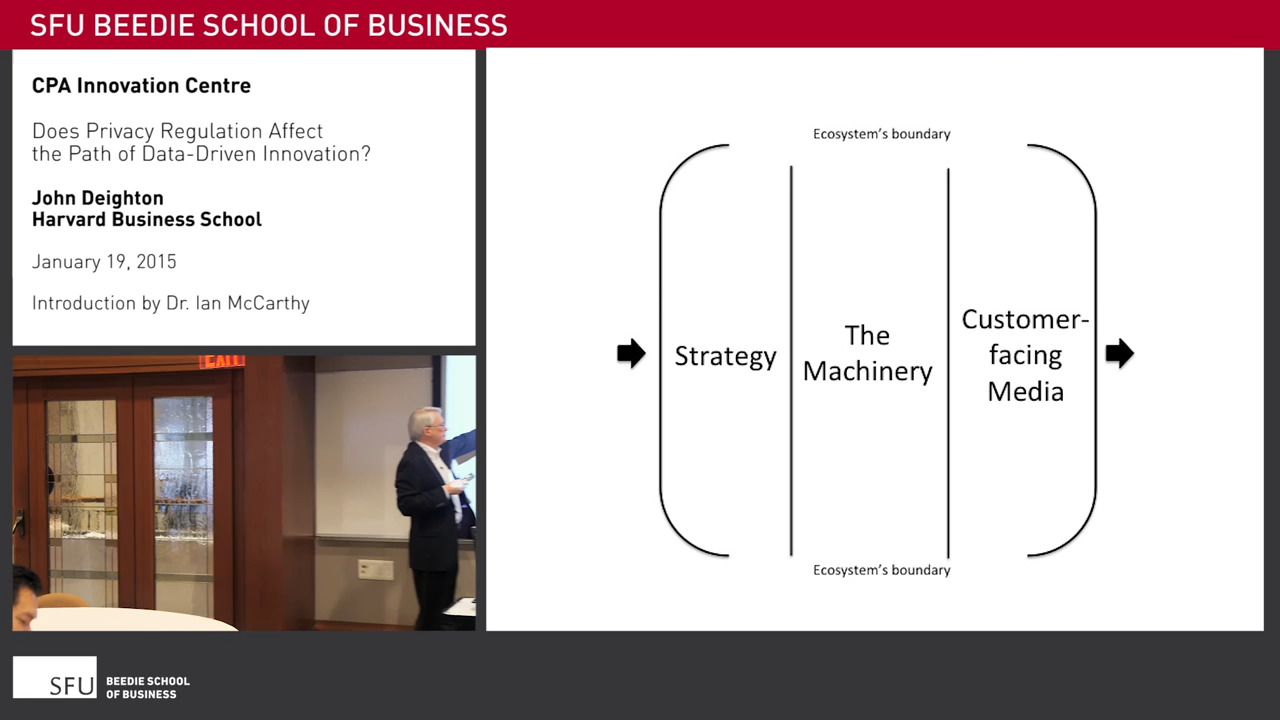 SFU BEEDIE SCHOOL OF BUSINESS
CPA Innovation Centre
Does Privacy Regulation Affect
the Path of Data-Driven Innovation?
John Deighton
Harvard Business School
January 19, 2015
Introduction by Dr. Ian McCarthy
EXIT
Ecosystem's boundary
Strategy
The
Machinery
Customer-
facing
Media
Ecosystem's boundary
SFU
BEEDIE SCHOOL
OF BUSINESS